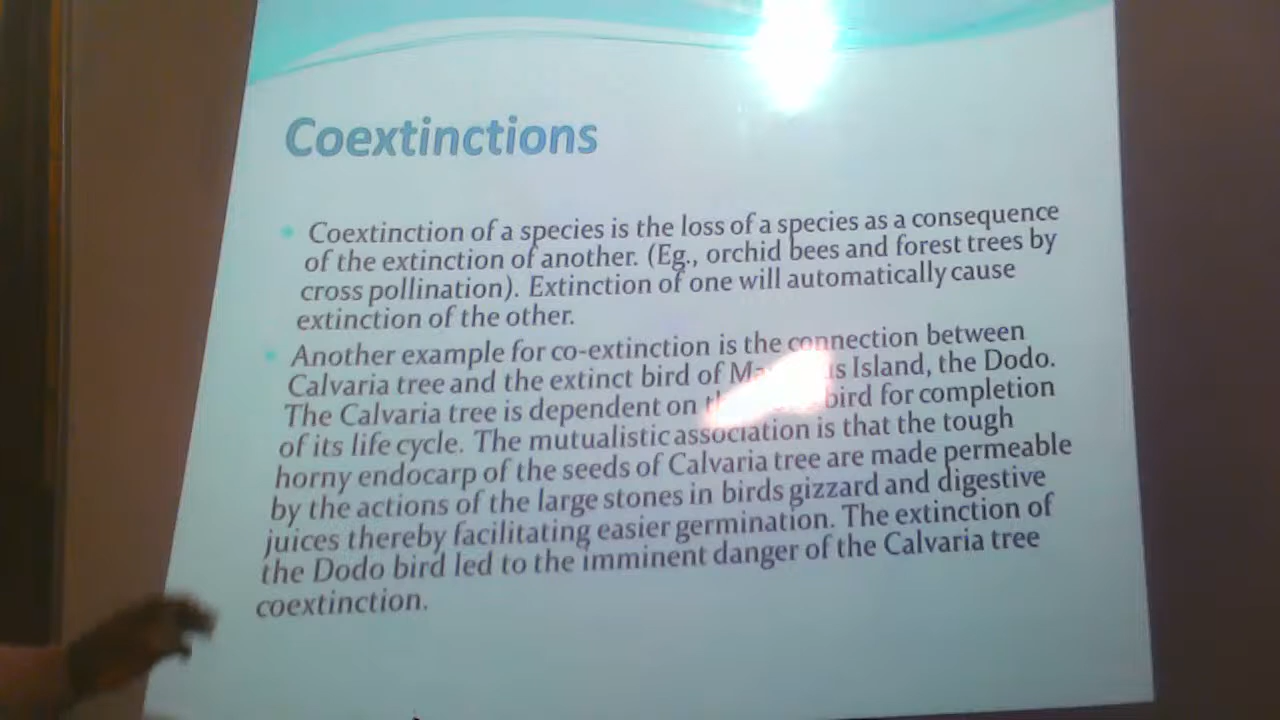 Coextinctions
Coextinction of a species is the loss of a species as a consequence
of the extinction of another. (Eg., orchid bees and forest trees by
cross pollination). Extinction of one will automatically cause
extinction of the other.
Another example for co-extinction is the connection between
Calvaria tree and the extinct bird of Island, the Dodo.
The Calvaria tree is dependent on bird for completion
of its life cycle. The mutualistic association is that the tough
horny endocarp of the seeds of Calvaria tree are made permeable
by the actions of the large stones in birds gizzard and digestive
juices thereby facilitating easier germination. The extinction of
the Dodo bird led to the imminent danger of the Calvaria tree
coextinction.